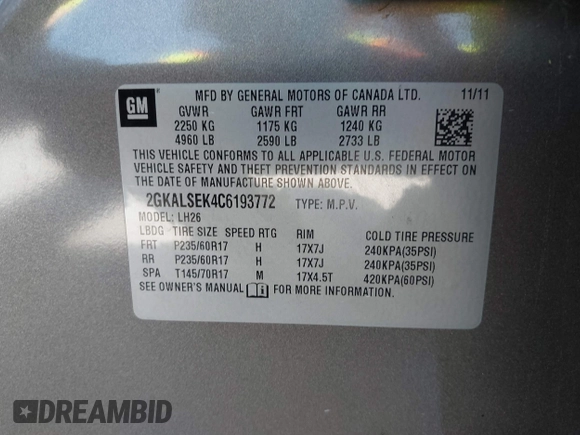 GM
MFD BY GENERAL MOTORS OF CANADA LTD. 11/11
GVWR GAWR FRT GAWR RR
2250 KG 1175 KG 1240 KG
4960 LB 2590 LB 2733 LB
THIS VEHICLE CONFORMS TO ALL APPLICABLE U.S. FEDERAL MOTOR
VEHICLE SAFETY AND THEFT PREVENTION STANDARDS IN EFFECT ON
THE DATE OF MANUFACTURE SHOWN ABOVE.
2GKALSEK4C6193772 TYPE: M.P.V.
MODEL: LH26
LBDG TIRE SIZE SPEED RTG RIM COLD TIRE PRESSURE
FRT P235/60R17 H 17X7J 240KPA(35PSI)
RR P235/60R17 H 17X7J 240KPA(35PSI)
SPA T145/70R17 M 17X4.5T 420KPA(60PSI)
SEE OWNER'S MANUAL FOR MORE INFORMATION.
DREAMBID